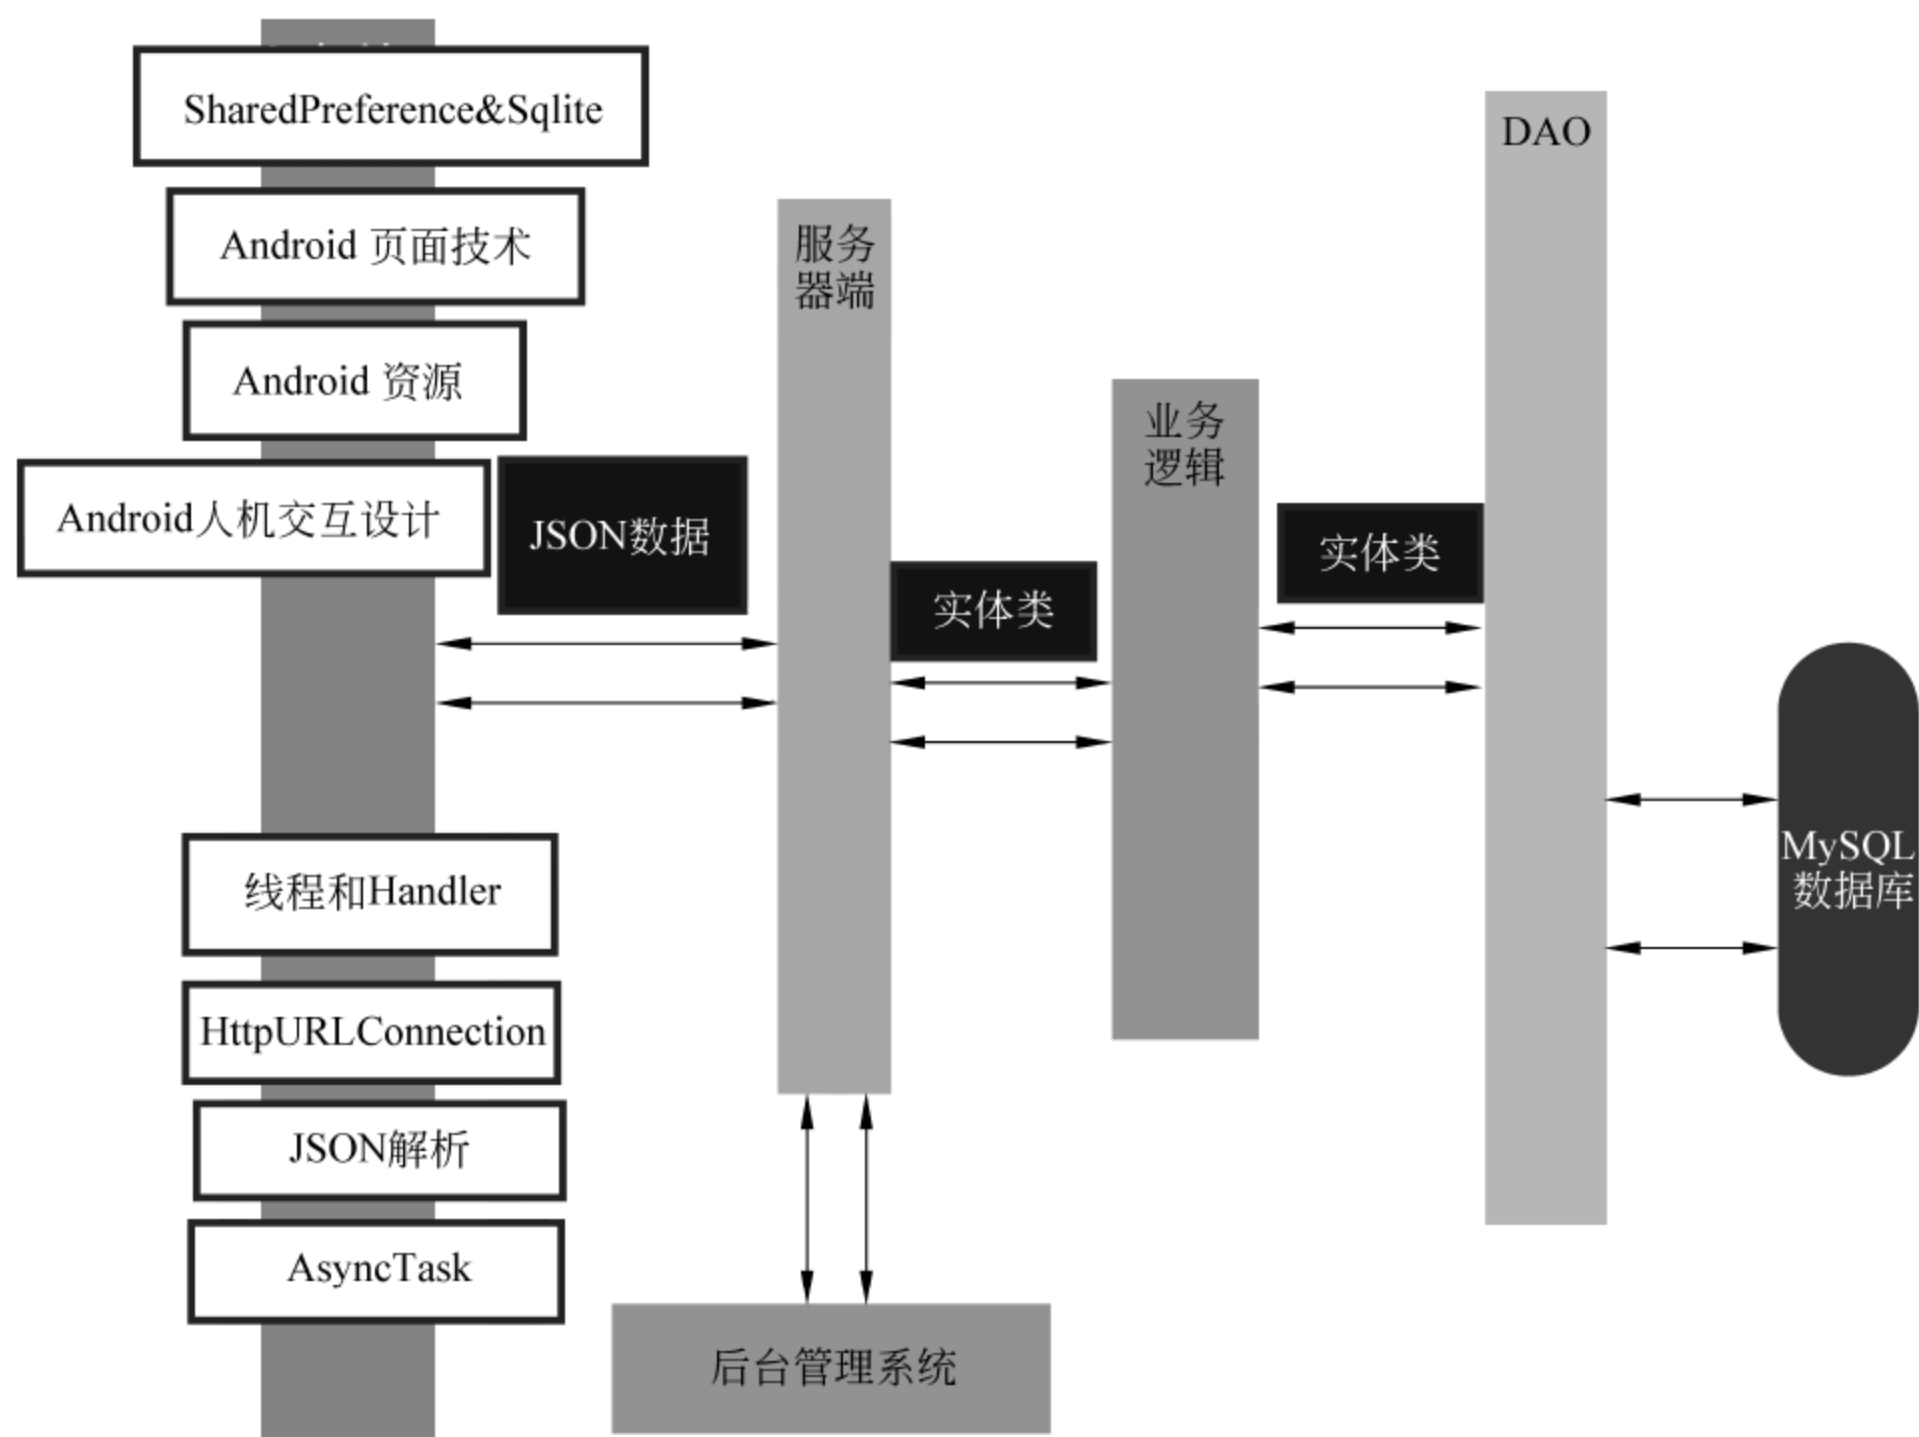 SharedPreference&Sqlite
Android 页面技术
Android 资源
Android人机交互设计
JSON数据
线程和Handler
HttpURLConnection
JSON解析
AsyncTask
服务
器端
实体类
业务
逻辑
实体类
DAO
MySQL
数据库
后台管理系统